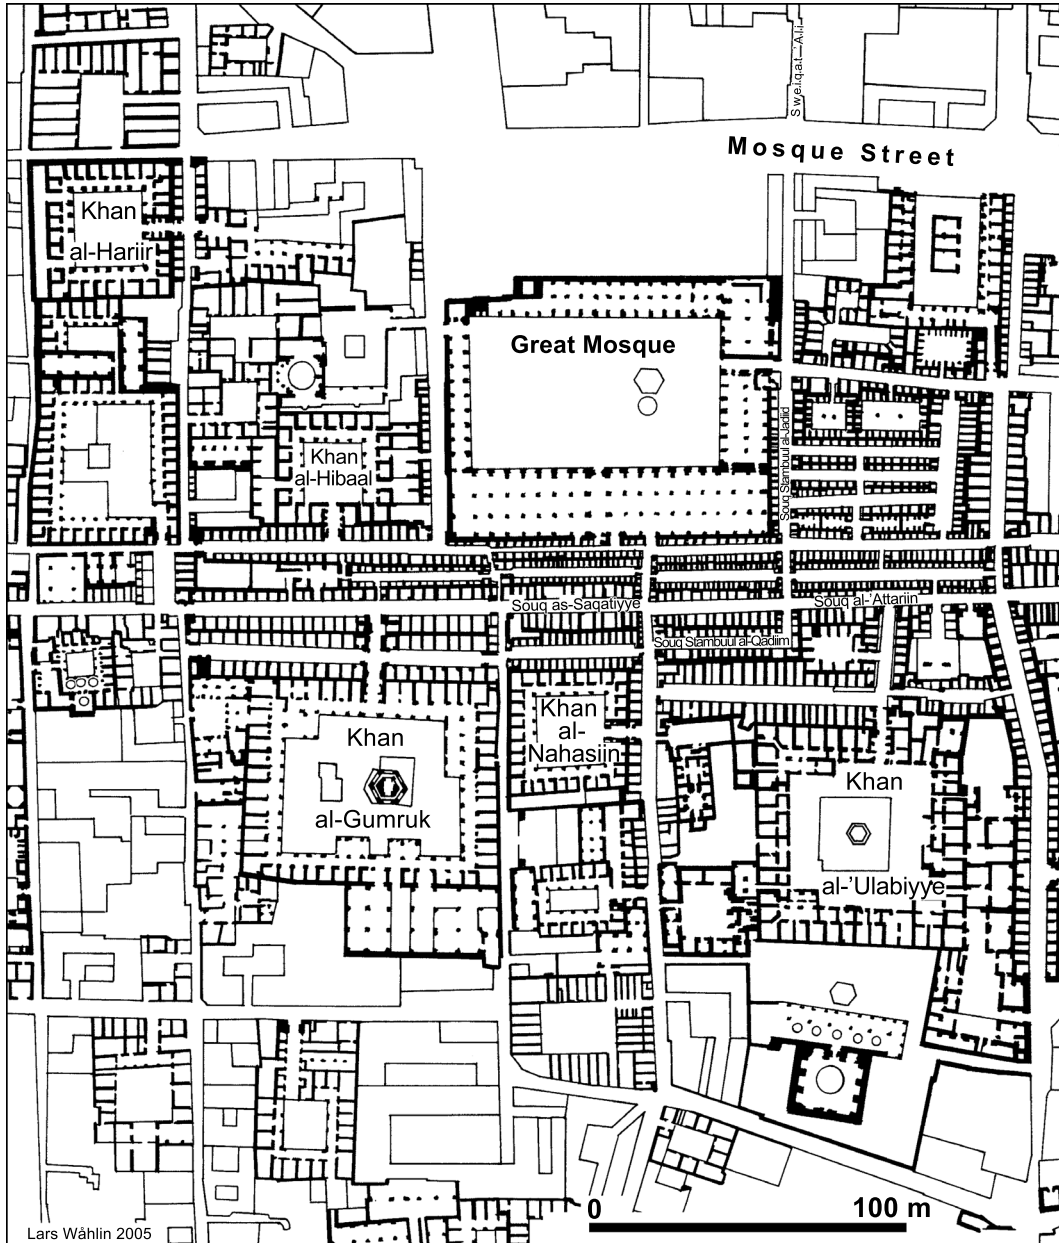 Sweiqat-'Ali
Mosque Street
Khan
al-Hariir
Great Mosque
Souq Stambuul al-Jadiid
Khan
al-Hibaal
Souq as-Saqatiyye
Souq al-'Attariin
Souq Stambuul al-Qadiim
Khan
al-
Nahasiin
Khan
al-Gumruk
Khan
al-'Ulabiyye
0
100 m
Lars Wåhlin 2005